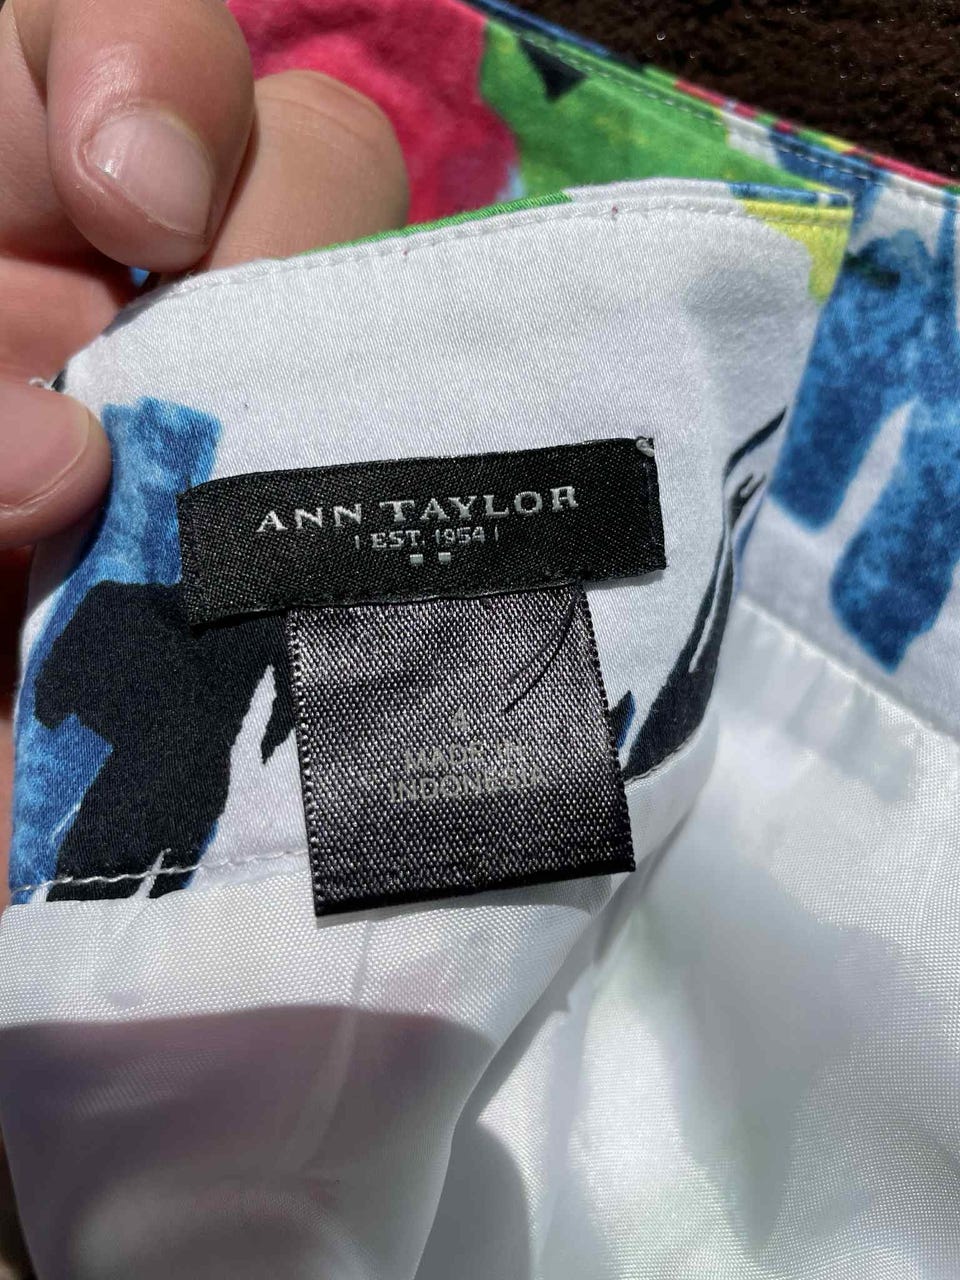 ANN TAYLOR
| EST. 1954 |
4
MADE IN
INDONESIA